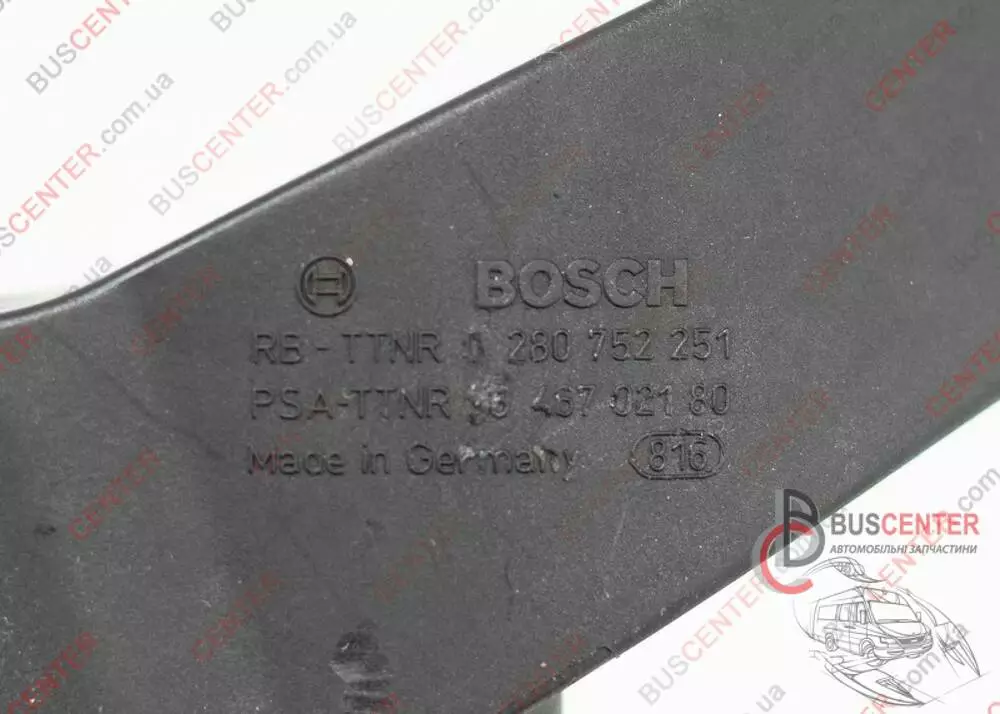 BOSCH
RB-TTNR 0 280 752 251
PSA-TTNR 96 467 021 80
Made in Germany 816
BUSCENTER
АВТОМОБІЛЬНІ ЗАПЧАСТИНИ
BUSCENTER.com.ua